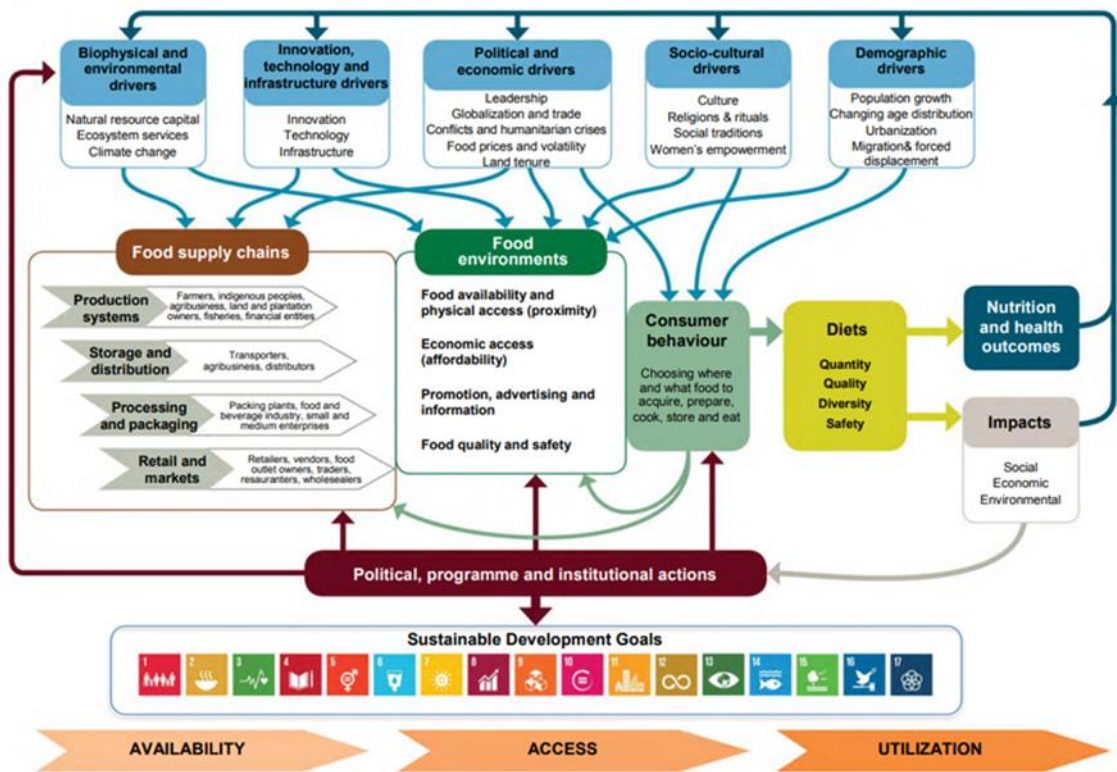 Biophysical and
environmental
drivers
Natural resource capital
Ecosystem services
Climate change
Innovation,
technology and
infrastructure drivers
Innovation
Technology
Infrastructure
Political and
economic drivers
Leadership
Globalization and trade
Conflicts and humanitarian crises
Food prices and volatility
Land tenure
Socio-cultural
drivers
Culture
Religions & rituals
Social traditions
Women's empowerment
Demographic
drivers
Population growth
Changing age distribution
Urbanization
Migration& forced
displacement
Food supply chains
Production
systems
Farmers, indigenous peoples,
agribusiness, land and plantation
owners, fisheries, financial entities
Storage and
distribution
Transporters,
agribusiness, distributors
Processing
and packaging
Packing plants, food and
beverage industry, small and
medium enterprises
Retail and
markets
Retailers, vendors, food
outlet owners, traders,
resauranters, wholesealers
Food
environments
Food availability and
physical access (proximity)
Economic access
(affordability)
Promotion, advertising and
information
Food quality and safety
Consumer
behaviour
Choosing where
and what food to
acquire, prepare,
cook, store and eat
Diets
Quantity
Quality
Diversity
Safety
Nutrition
and health
outcomes
Impacts
Social
Economic
Environmental
Political, programme and institutional actions
Sustainable Development Goals
1 2 3 4 5 6 7 8 9 10 11 12 13 14 15 16 17
AVAILABILITY
ACCESS
UTILIZATION